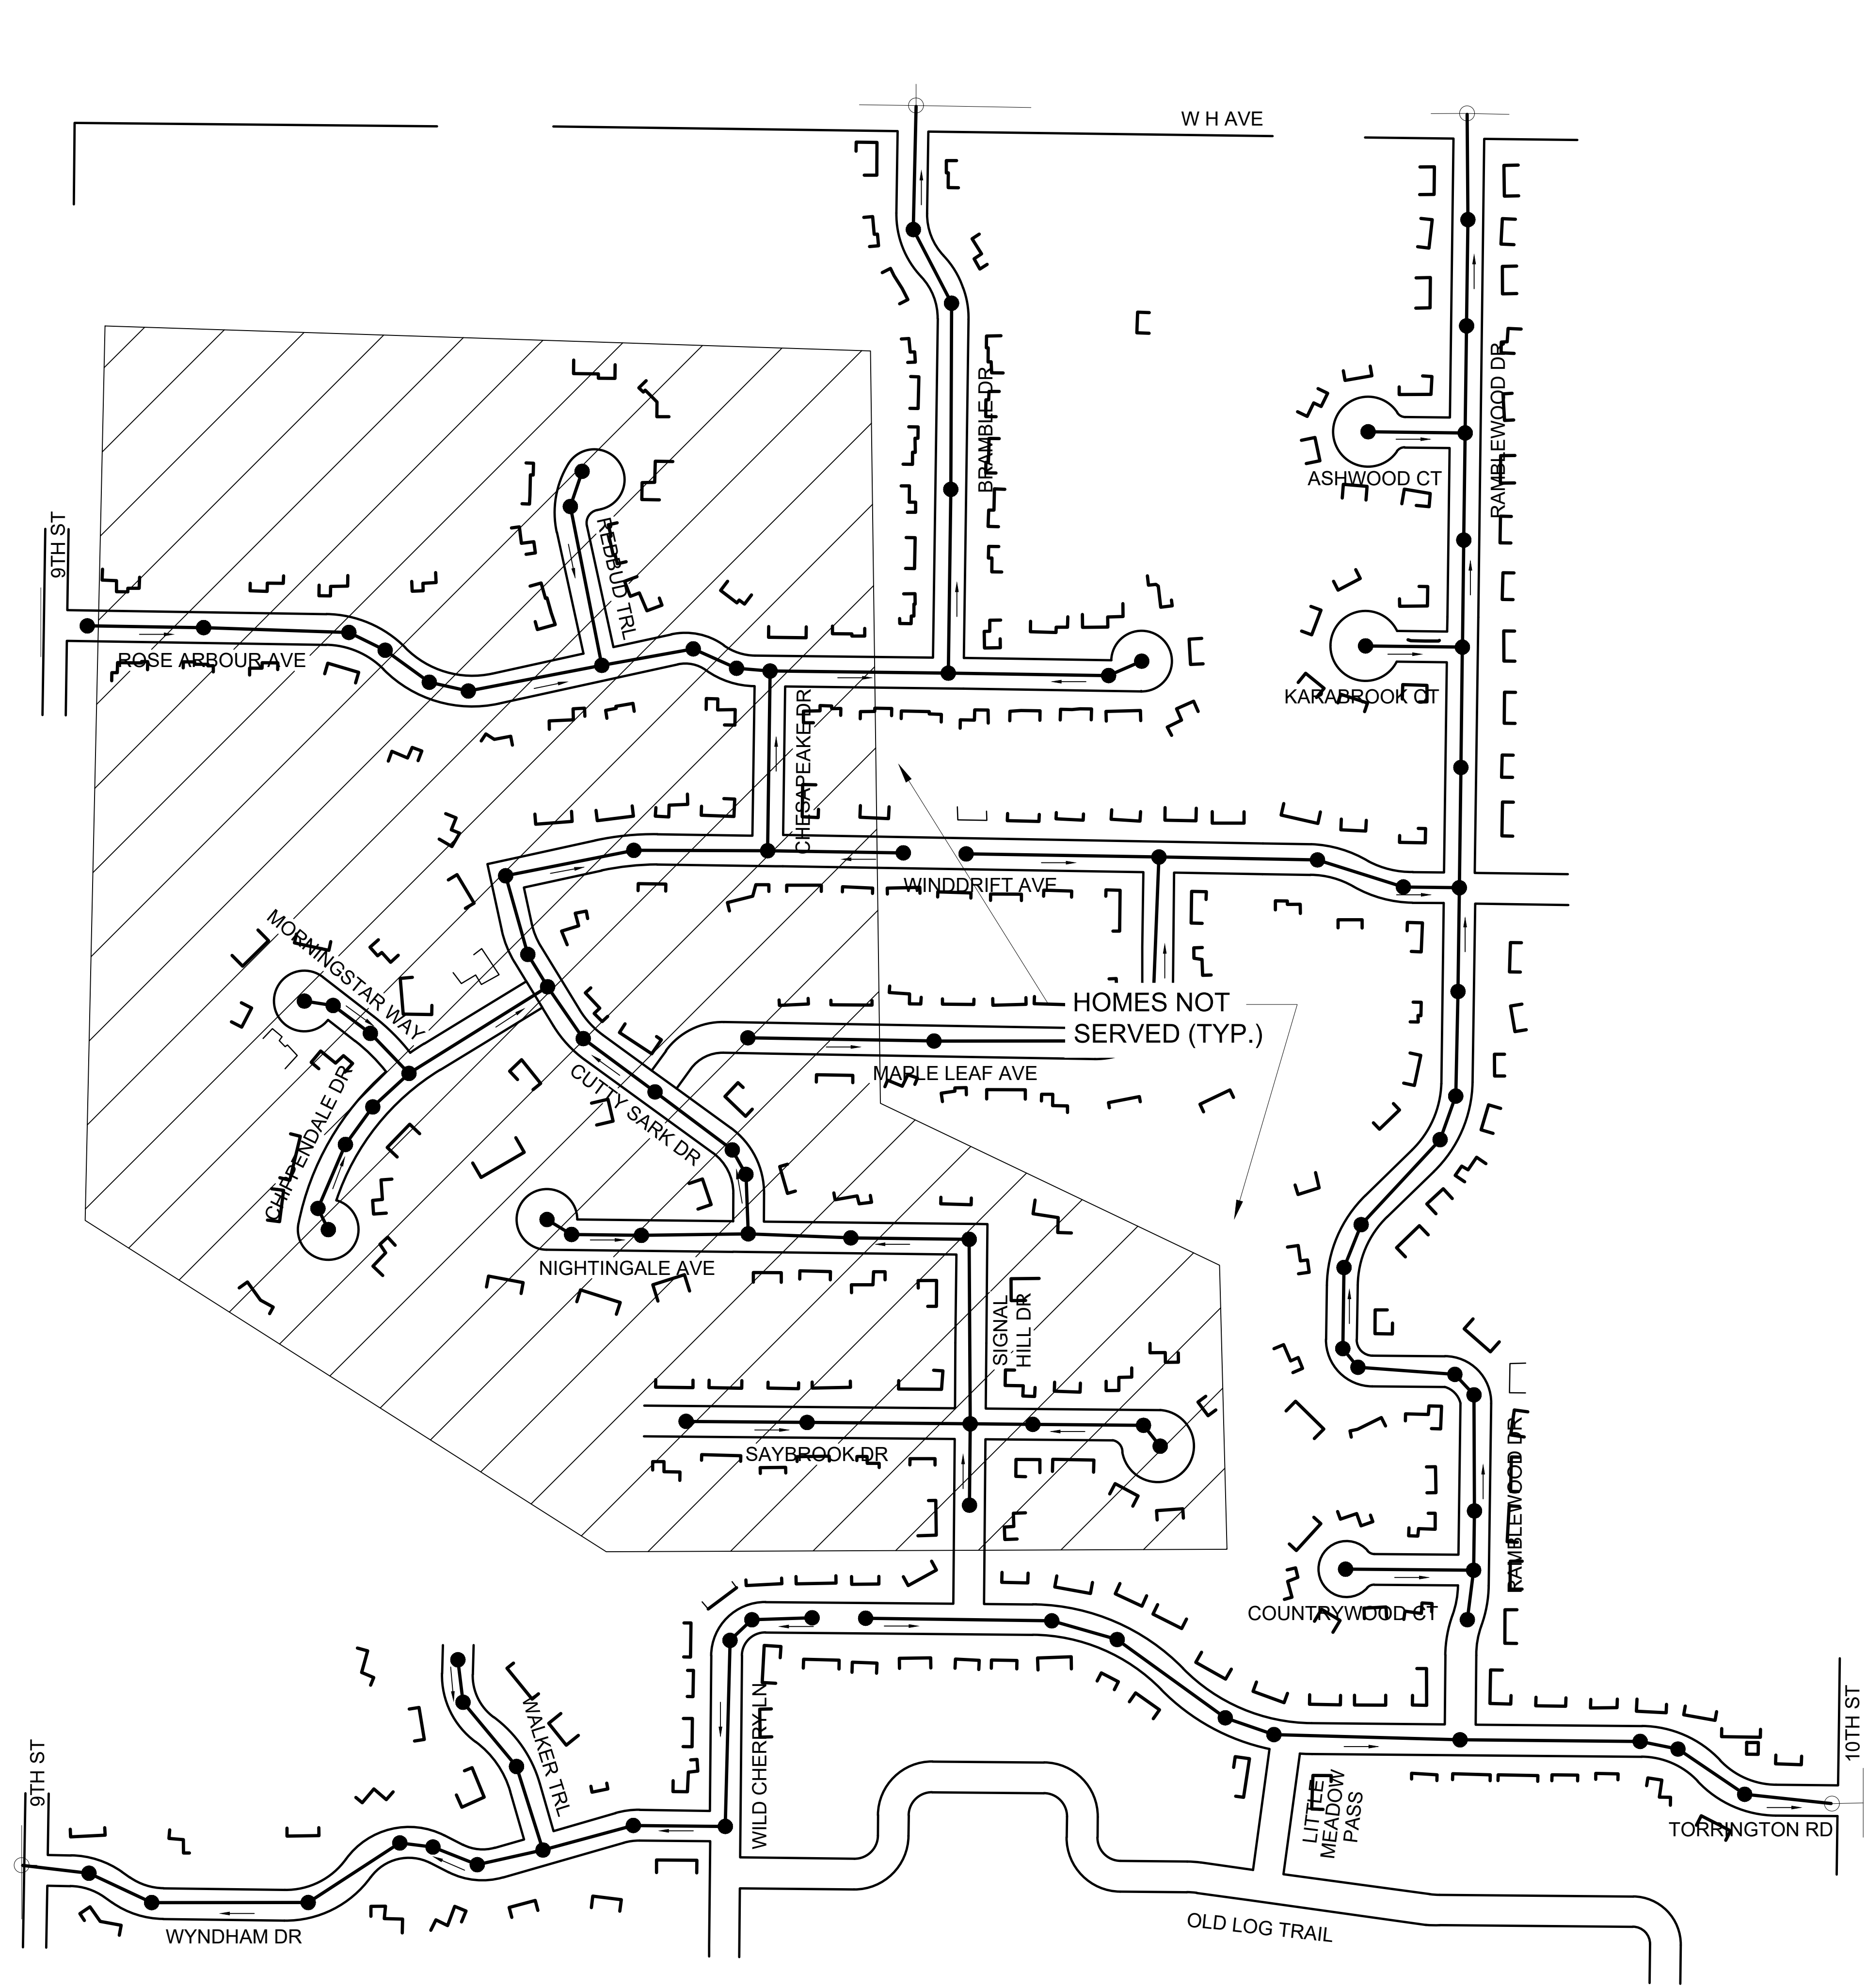 W H AVE
BRAMBLE DR
RAMBLEWOOD DR
ASHWOOD CT
9TH ST
REDBUD TRL
ROSE ARBOUR AVE
KARABROOK CT
CHESAPEAKE DR
WINDDRIFT AVE
MORNINGSTAR WAY
HOMES NOT
SERVED (TYP.)
MAPLE LEAF AVE
CUTTY SARK DR
CHIPPENDALE DR
NIGHTINGALE AVE
SIGNAL
HILL DR
SAYBROOK DR
RAMBLEWOOD DR
COUNTRYWOOD CT
WALKER TRL
WILD CHERRY LN
9TH ST
10TH ST
LITTLE
MEADOW
PASS
TORRINGTON RD
WYNDHAM DR
OLD LOG TRAIL